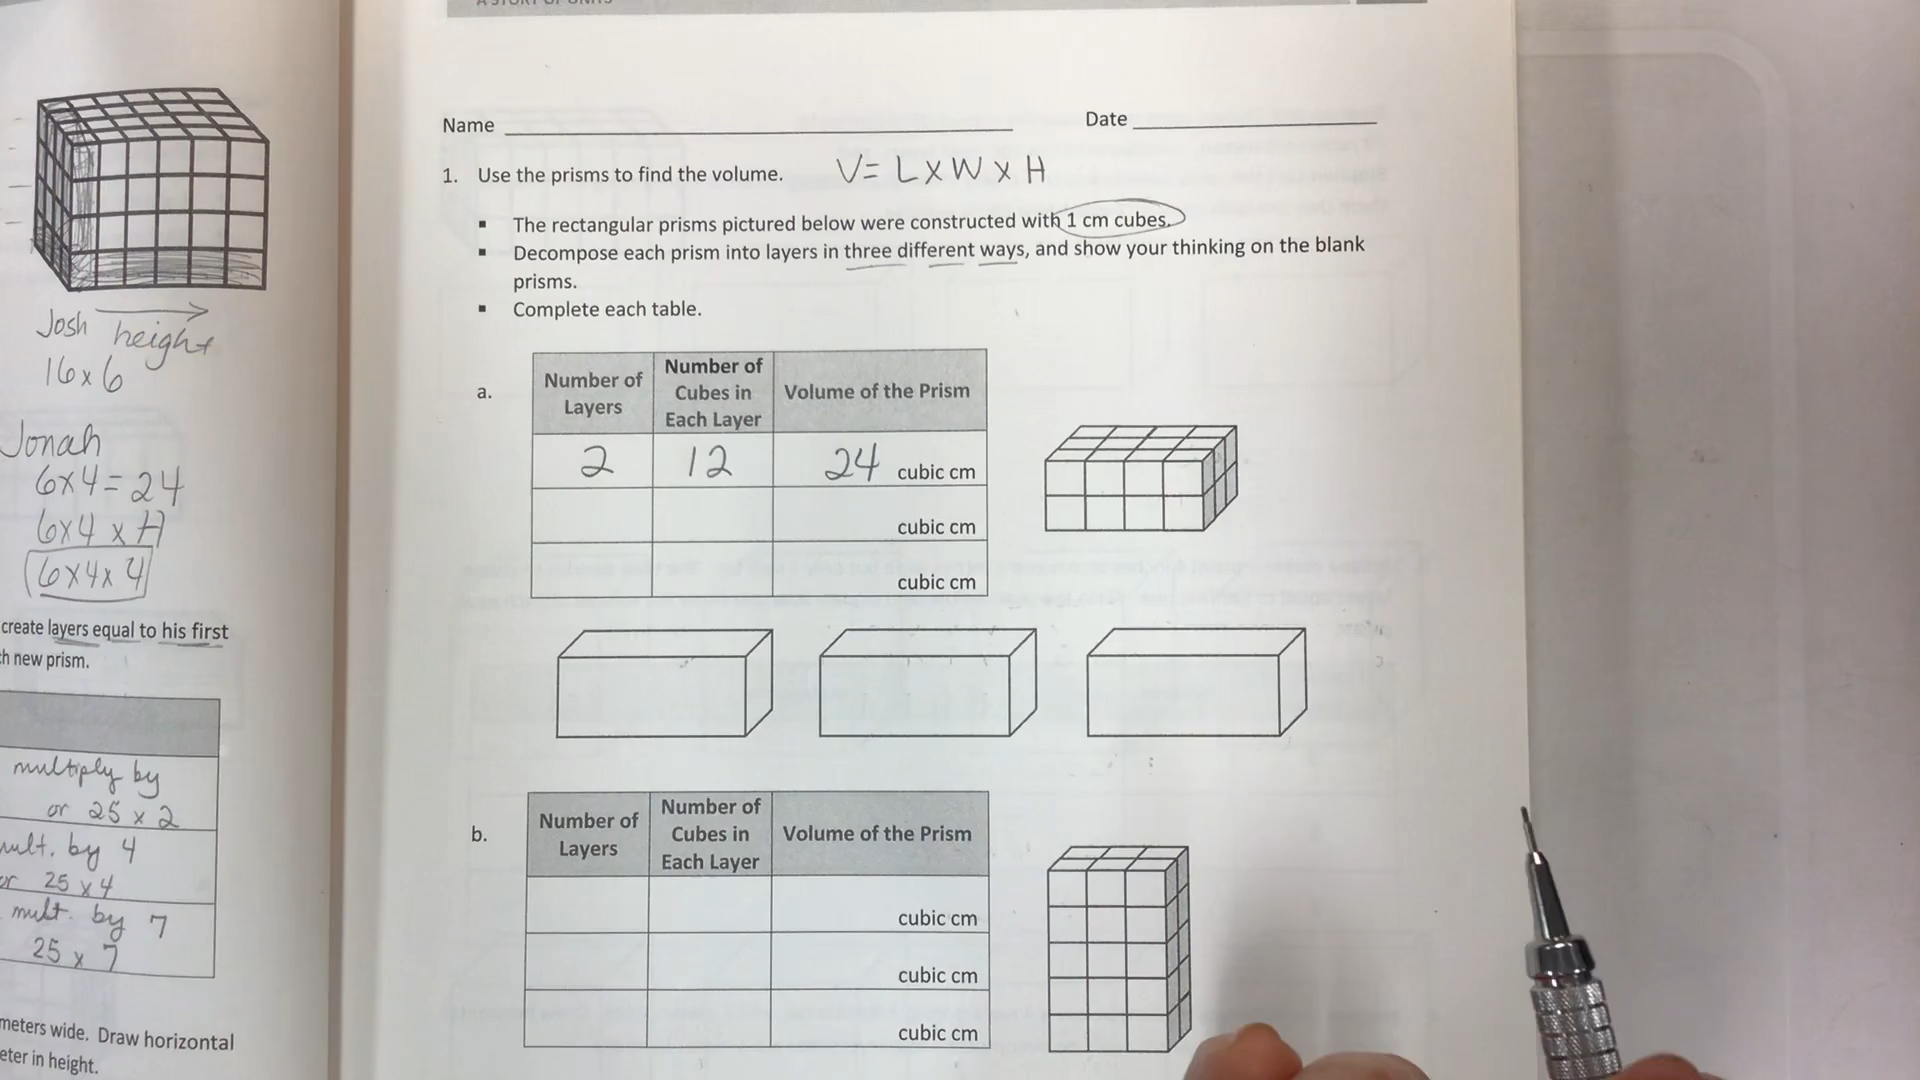 Josh height
16x6
Jonah
6x4=24
6x4 x H
6x4x4
create layers equal to his first
new prism.
multiply by
or 25 x 2
by 4
25 x 4
mult. by 7
25 x 7
meters wide. Draw horizontal
in height.
Name
Date
1. Use the prisms to find the volume. V= L X W X H
▪ The rectangular prisms pictured below were constructed with 1 cm cubes.
▪ Decompose each prism into layers in three different ways, and show your thinking on the blank
prisms.
▪ Complete each table.
a.
Number of
Layers
Number of
Cubes in
Each Layer
Volume of the Prism
2 12 24 cubic cm
cubic cm
cubic cm
b.
Number of
Layers
Number of
Cubes in
Each Layer
Volume of the Prism
cubic cm
cubic cm
cubic cm